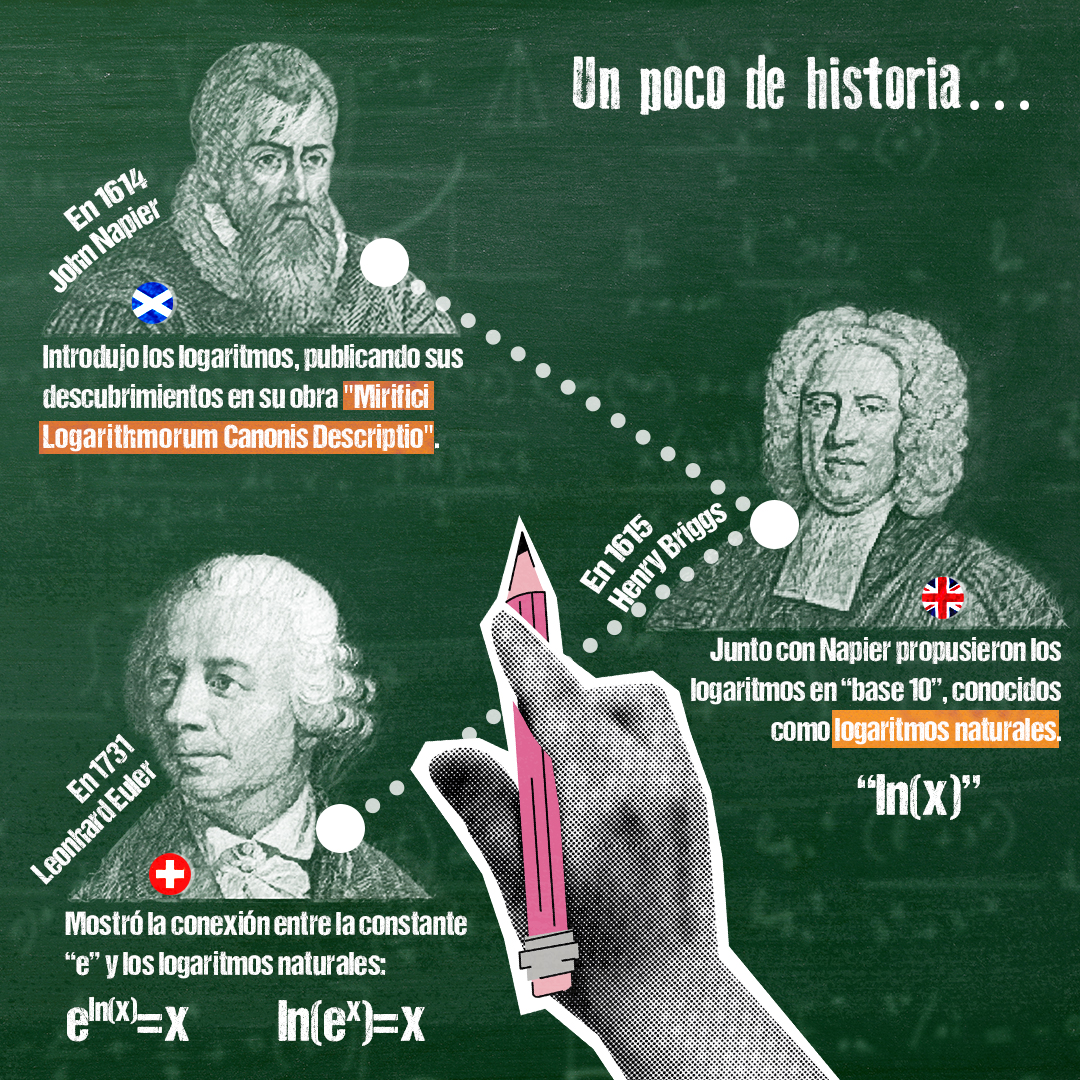 Un poco de historia...
En 1614
John Napier
Introdujo los logaritmos, publicando sus
descubrimientos en su obra "Mirifici
Logarithmorum Canonis Descriptio".
En 1615
Henry Briggs
Junto con Napier propusieron los
logaritmos en “base 10”, conocidos
como logaritmos naturales.
“ln(x)”
En 1731
Leonhard Euler
Mostró la conexión entre la constante
“e” y los logaritmos naturales:
e^ln(x)=x ln(e^x)=x